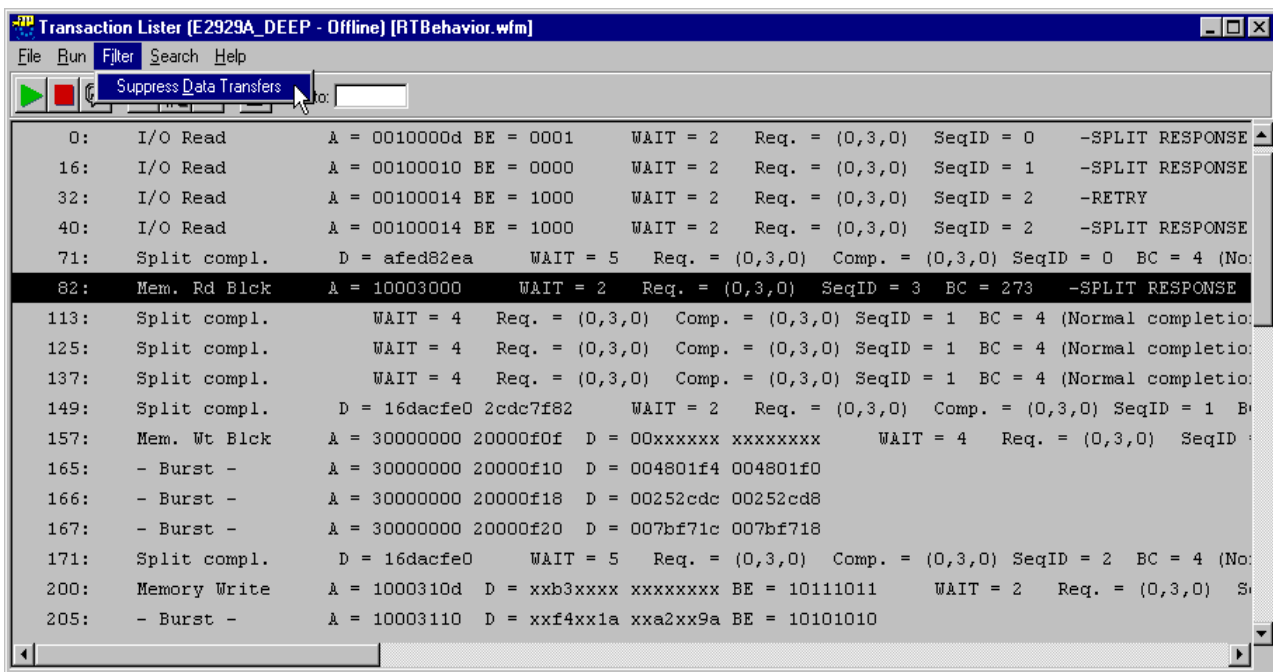 Transaction Lister (E2929A_DEEP - Offline) [RTBehavior.wfm]
File Run Filter Search Help
Suppress Data Transfers
to:
0: I/O Read A = 0010000d BE = 0001 WAIT = 2 Req. = (0,3,0) SeqID = 0 -SPLIT RESPONSE
16: I/O Read A = 00100010 BE = 0000 WAIT = 2 Req. = (0,3,0) SeqID = 1 -SPLIT RESPONSE
32: I/O Read A = 00100014 BE = 1000 WAIT = 2 Req. = (0,3,0) SeqID = 2 -RETRY
40: I/O Read A = 00100014 BE = 1000 WAIT = 2 Req. = (0,3,0) SeqID = 2 -SPLIT RESPONSE
71: Split compl. D = afed82ea WAIT = 5 Req. = (0,3,0) Comp. = (0,3,0) SeqID = 0 BC = 4 (No
82: Mem. Rd Blck A = 10003000 WAIT = 2 Req. = (0,3,0) SeqID = 3 BC = 273 -SPLIT RESPONSE
113: Split compl. WAIT = 4 Req. = (0,3,0) Comp. = (0,3,0) SeqID = 1 BC = 4 (Normal completio
125: Split compl. WAIT = 4 Req. = (0,3,0) Comp. = (0,3,0) SeqID = 1 BC = 4 (Normal completio
137: Split compl. WAIT = 4 Req. = (0,3,0) Comp. = (0,3,0) SeqID = 1 BC = 4 (Normal completio
149: Split compl. D = 16dacfe0 2cdc7f82 WAIT = 2 Req. = (0,3,0) Comp. = (0,3,0) SeqID = 1 B
157: Mem. Wt Blck A = 30000000 20000f0f D = 00xxxxxx xxxxxxxx WAIT = 4 Req. = (0,3,0) SeqID
165: - Burst - A = 30000000 20000f10 D = 004801f4 004801f0
166: - Burst - A = 30000000 20000f18 D = 00252cdc 00252cd8
167: - Burst - A = 30000000 20000f20 D = 007bf71c 007bf718
171: Split compl. D = 16dacfe0 WAIT = 5 Req. = (0,3,0) Comp. = (0,3,0) SeqID = 2 BC = 4 (No
200: Memory Write A = 1000310d D = xxb3xxxx xxxxxxxx BE = 10111011 WAIT = 2 Req. = (0,3,0) S
205: - Burst - A = 10003110 D = xxf4xx1a xxa2xx9a BE = 10101010